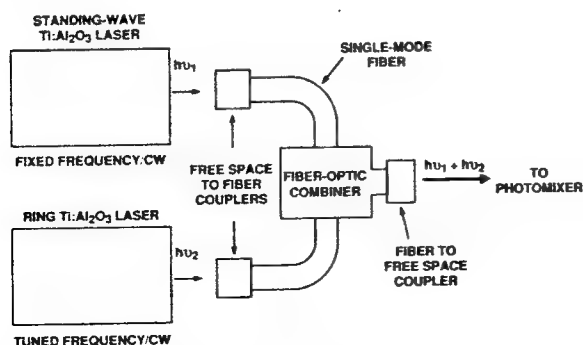 STANDING-WAVE
Ti:Al₂O₃ LASER
hυ₁
FIXED FREQUENCY/CW
SINGLE-MODE
FIBER
FREE SPACE
TO FIBER
COUPLERS
FIBER-OPTIC
COMBINER
hυ₁ + hυ₂
TO
PHOTOMIXER
FIBER TO
FREE SPACE
COUPLER
RING Ti:Al₂O₃ LASER
hυ₂
TUNED FREQUENCY/CW